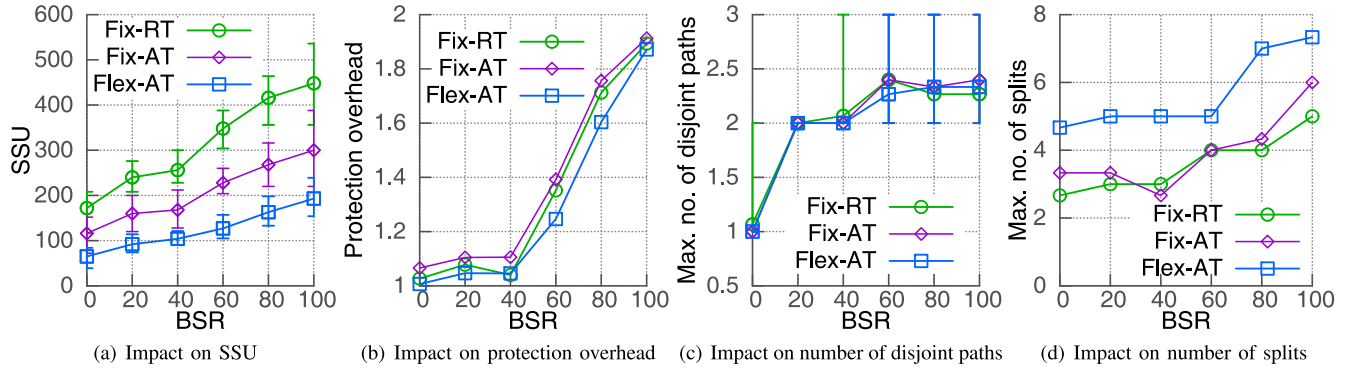 600
500
400
300
200
100
0
SSU
Fix-RT
Fix-AT
Flex-AT
0 20 40 60 80 100
BSR
(a) Impact on SSU
2
1.8
1.6
1.4
1.2
1
Protection overhead
Fix-RT
Fix-AT
Flex-AT
0 20 40 60 80 100
BSR
(b) Impact on protection overhead
3
2.5
2
1.5
1
0.5
Max. no. of disjoint paths
Fix-RT
Fix-AT
Flex-AT
0 20 40 60 80 100
BSR
(c) Impact on number of disjoint paths
8
6
4
2
0
Max. no. of splits
Fix-RT
Fix-AT
Flex-AT
0 20 40 60 80 100
BSR
(d) Impact on number of splits